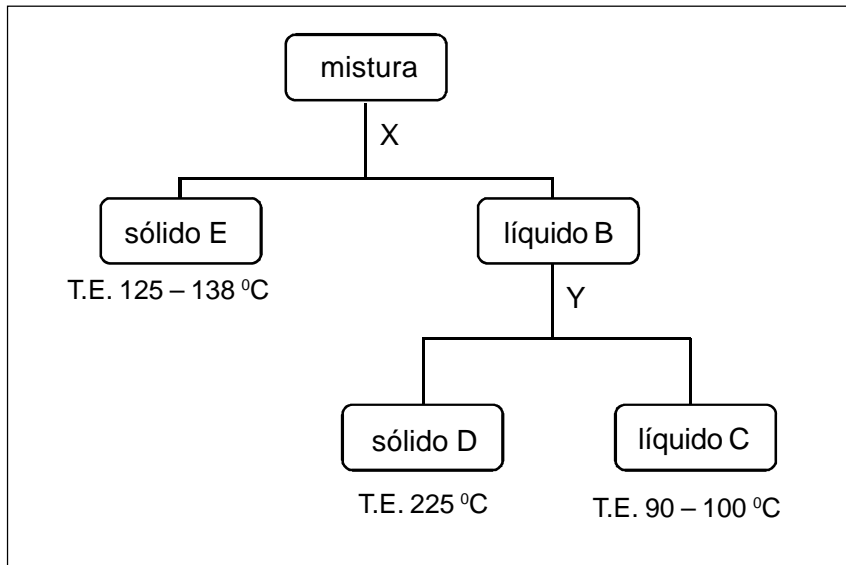 mistura
X
sólido E
líquido B
T.E. 125 – 138 ⁰C
Y
sólido D
líquido C
T.E. 225 ⁰C
T.E. 90 – 100 ⁰C